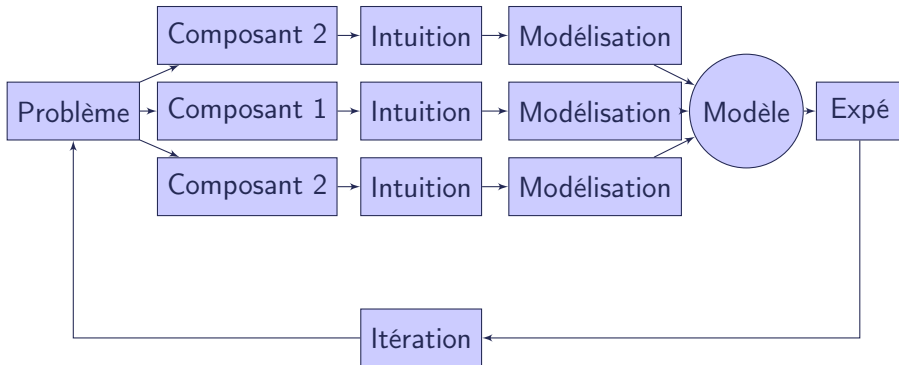 Composant 2 Intuition Modélisation
Problème Composant 1 Intuition Modélisation Modèle Expé
Composant 2 Intuition Modélisation
Itération